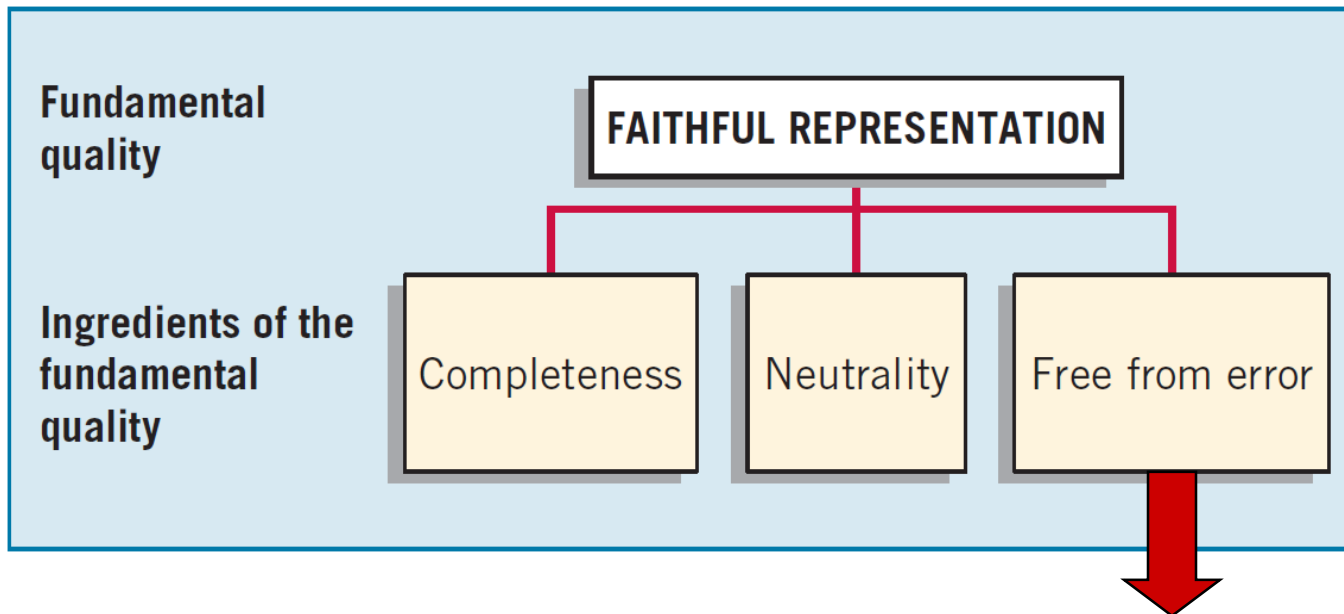 Fundamental
quality
FAITHFUL REPRESENTATION
Ingredients of the
fundamental
quality
Completeness
Neutrality
Free from error